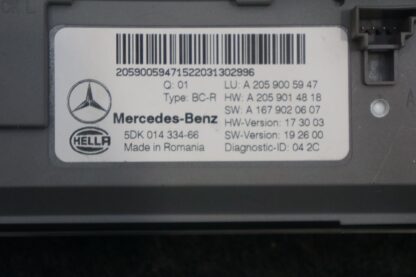 20590059471522031302996
Q: 01 LU: A 205 900 59 47
Type: BC-R HW: A 205 901 48 18
SW: A 167 902 06 07
Mercedes-Benz HW-Version: 17 30 03
HELLA 5DK 014 334-66 SW-Version: 19 26 00
Made in Romania Diagnostic-ID: 04 2C